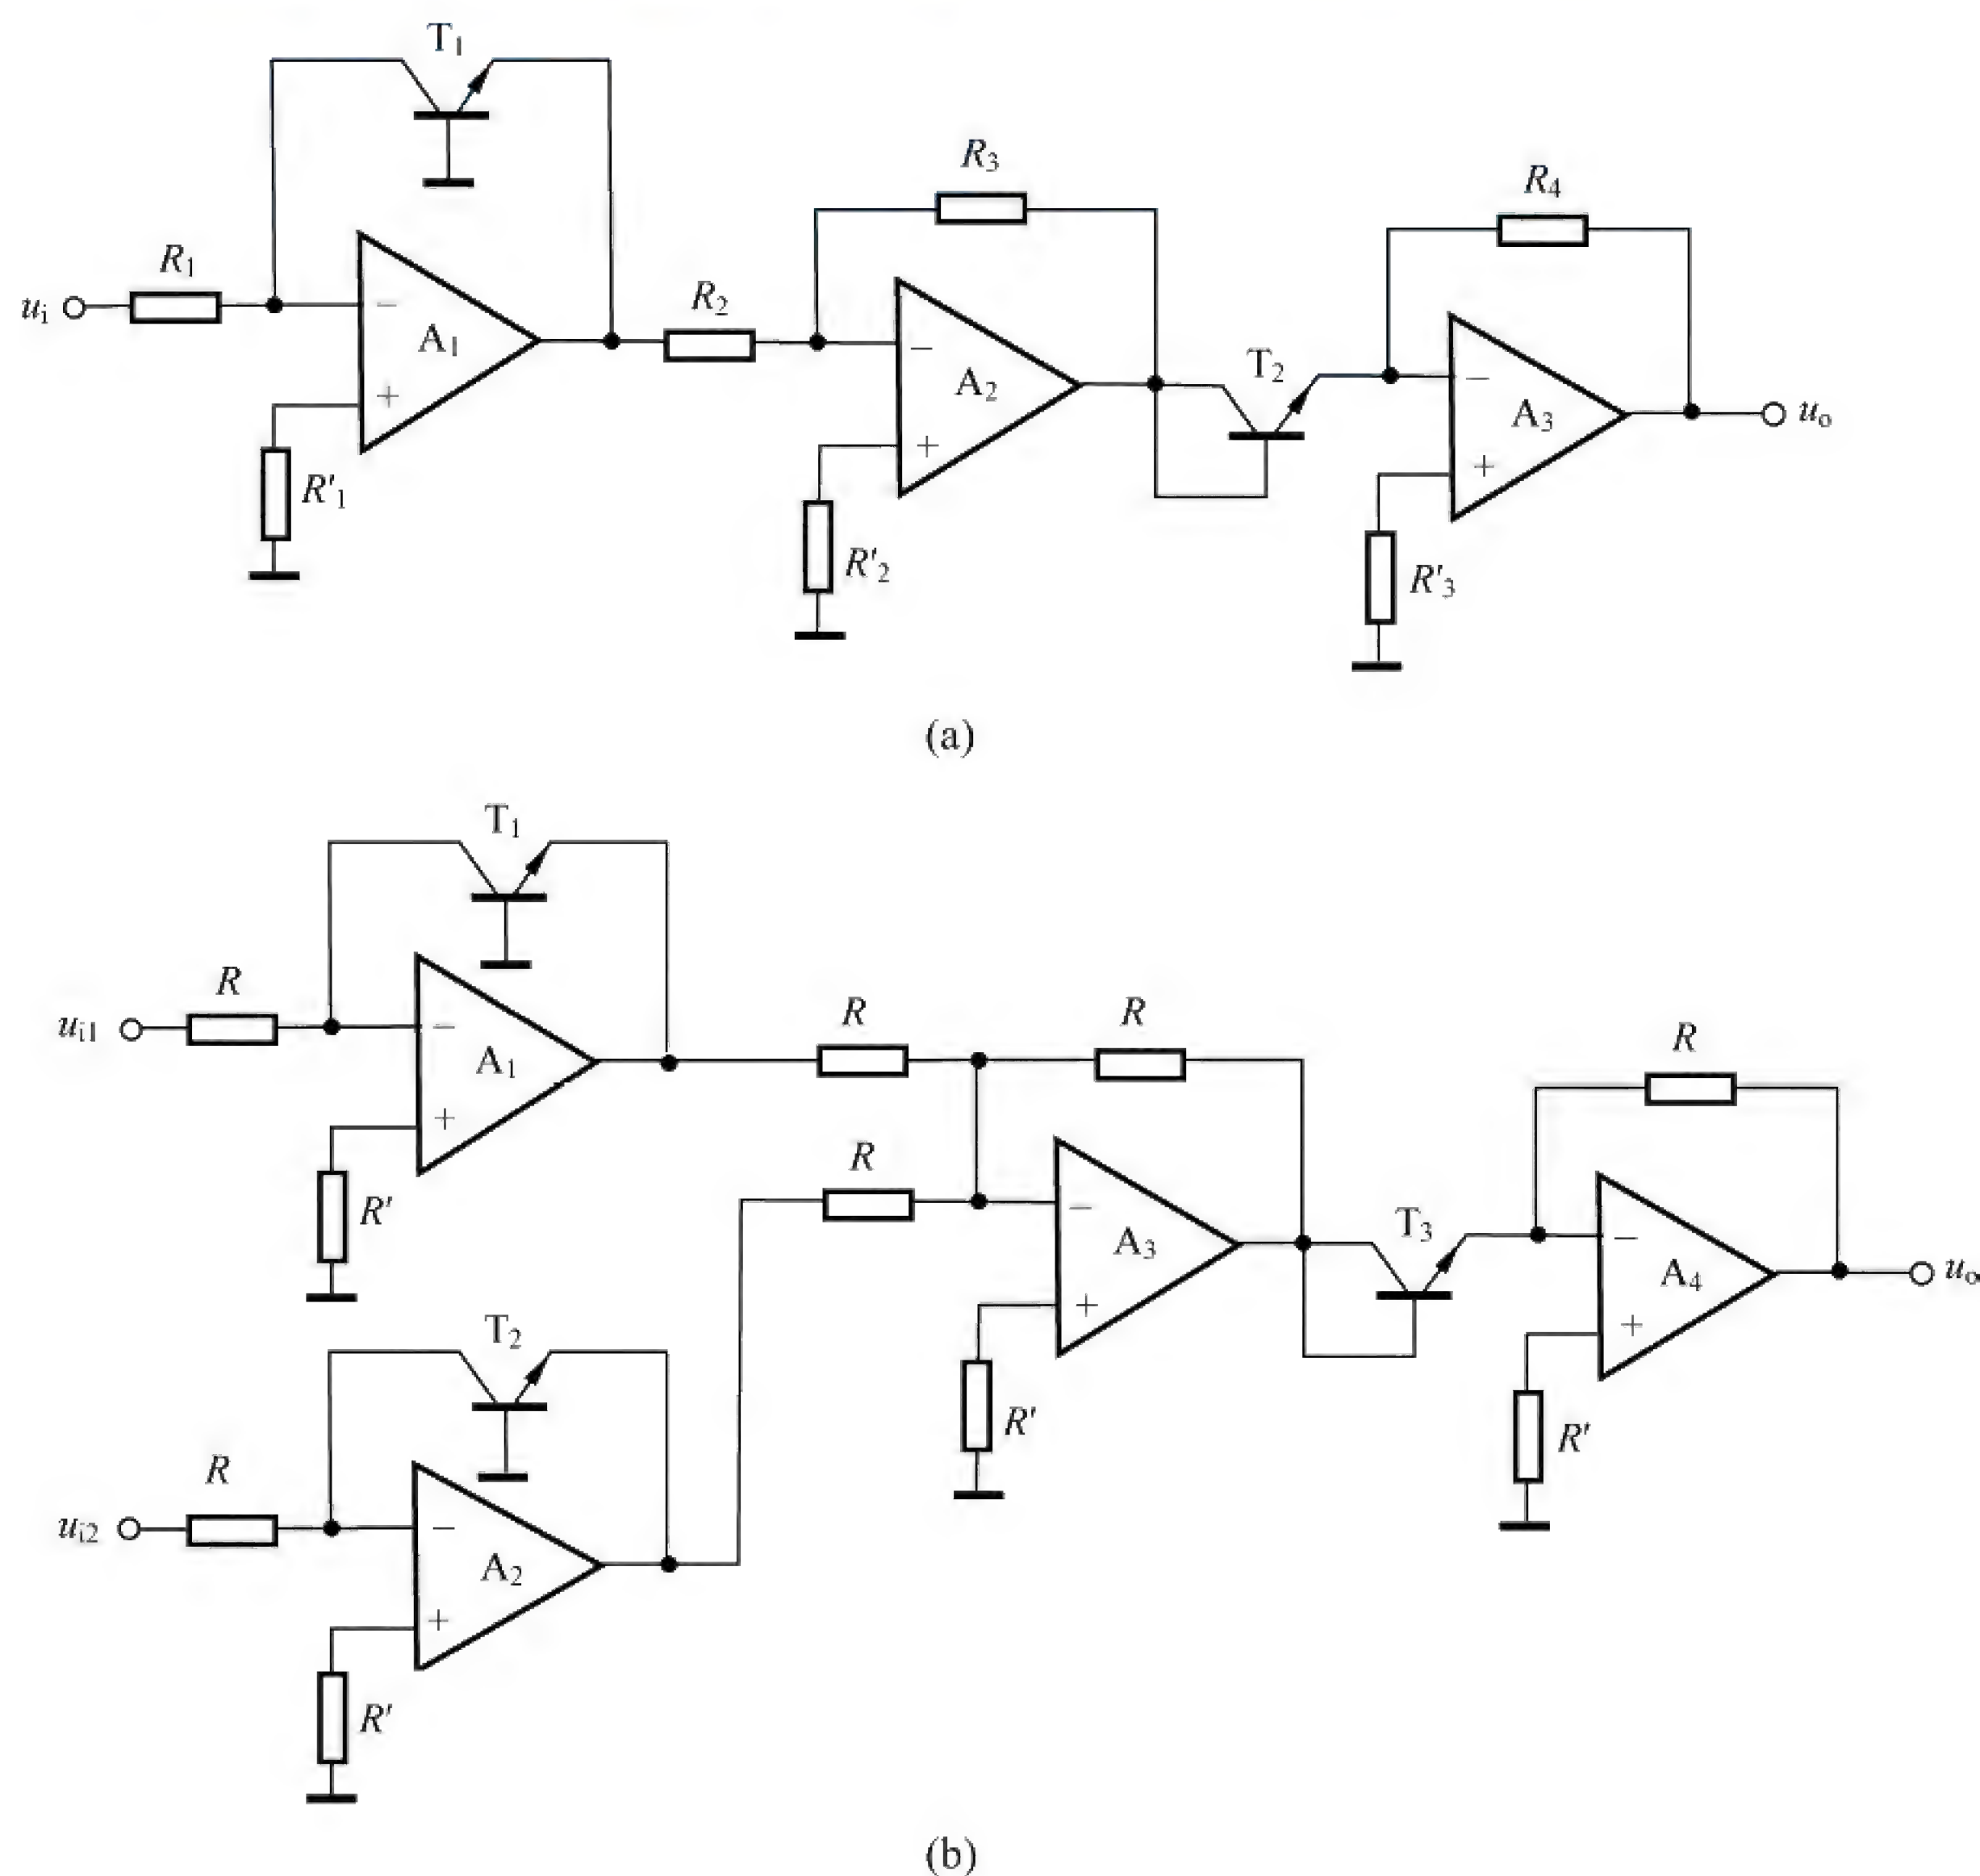 T₁
R₃
R₄
R₁
R₂
uᵢ
−
A₁
+
−
A₂
+
T₂
−
A₃
+
uₒ
R'₁
R'₂
R'₃
(a)
T₁
R
uᵢ₁
−
A₁
+
R
R
R
R
−
A₃
+
T₃
−
A₄
+
uₒ
R'
T₂
R
uᵢ₂
−
A₂
+
R'
R'
R'
(b)